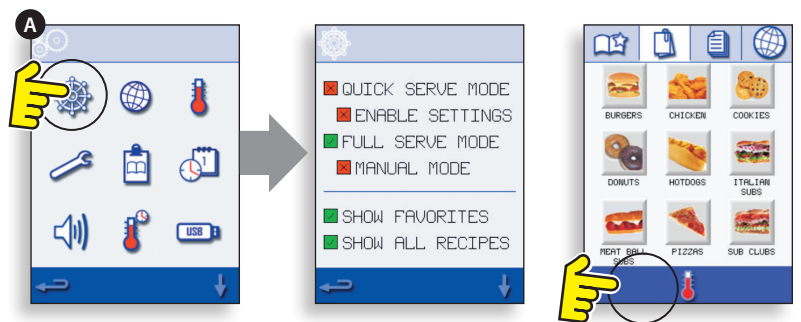 A
1
USB
QUICK SERVE MODE
ENABLE SETTINGS
FULL SERVE MODE
MANUAL MODE
SHOW FAVORITES
SHOW ALL RECIPES
BURGERS
CHICKEN
COOKIES
DONUTS
HOTDOGS
ITALIAN
SUBS
MEAT BALL
SUBS
PIZZAS
SUB CLUBS